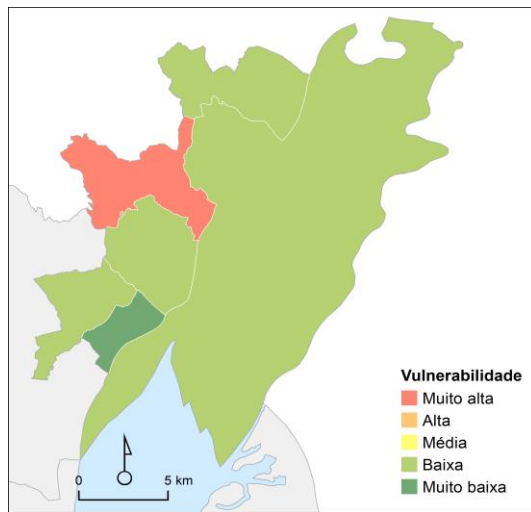 Vulnerabilidade
Muito alta
Alta
Média
Baixa
Muito baixa
0 5 km